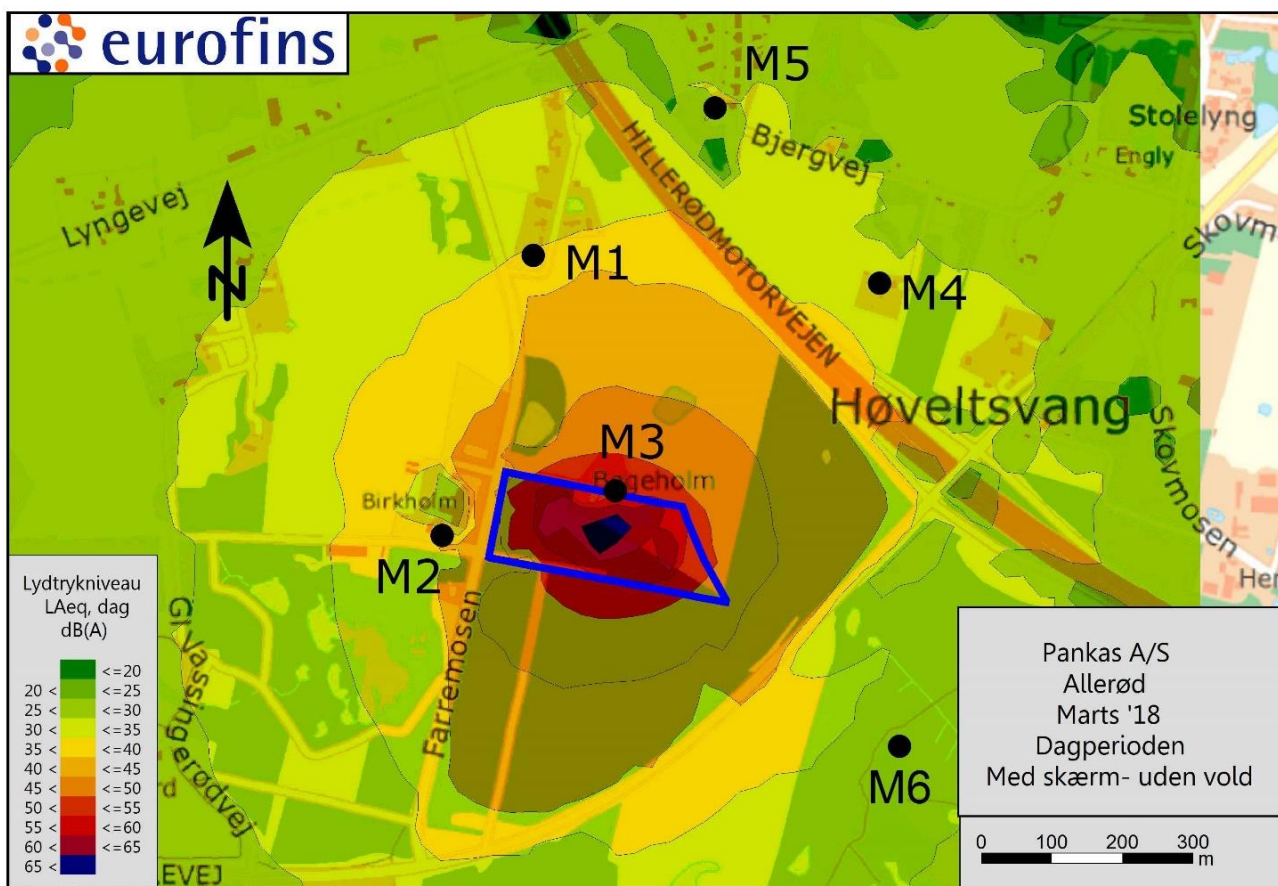 eurofins
M5
Bjergvej
Stolelyng
Engly
HILLERØDMOTORVEJEN
Lyngevej
N
M1
M4
Skovm
Høveltsvang
M3
Bøgeholm
Birkholm
M2
Skovmosen
Her
Gl Vassingerødvej
Farremosen
M6
rd
EVEJ
Lydtrykniveau
LAeq, dag
dB(A)
<=20
20 < <=25
25 < <=30
30 < <=35
35 < <=40
40 < <=45
45 < <=50
50 < <=55
55 < <=60
60 < <=65
65 <
Pankas A/S
Allerød
Marts '18
Dagperioden
Med skærm- uden vold
0 100 200 300
m